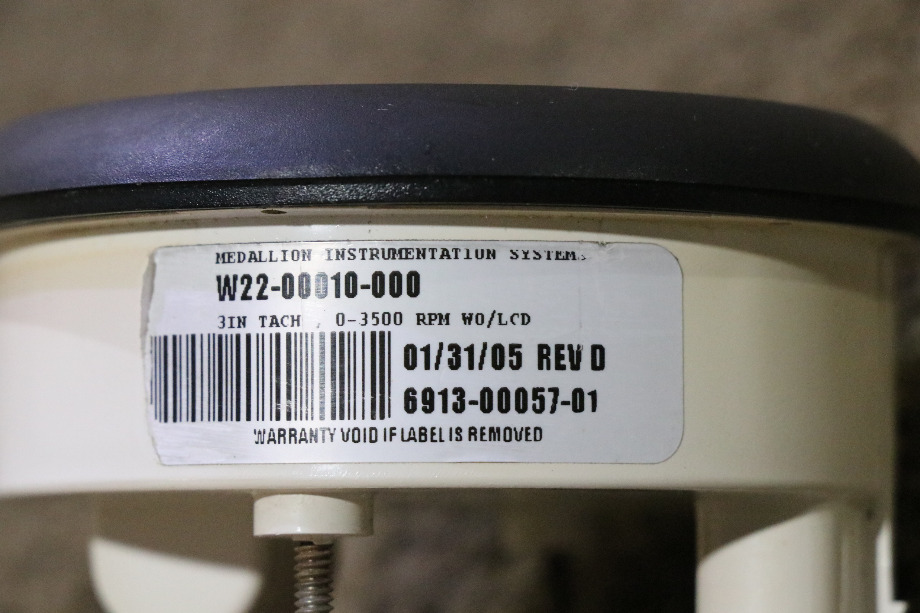 MEDALLION INSTRUMENTATION SYSTEMS
W22-00010-000
3IN TACH , 0-3500 RPM WO/LCD
01/31/05 REV D
6913-00057-01
WARRANTY VOID IF LABEL IS REMOVED